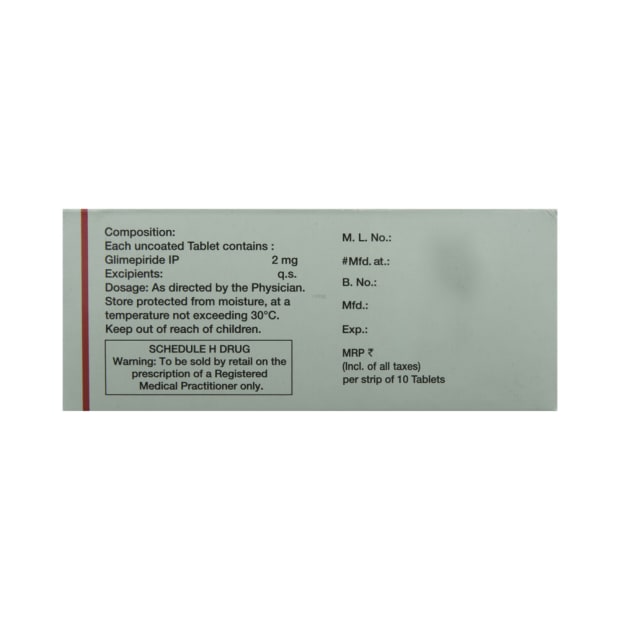 Composition:
Each uncoated Tablet contains :
Glimepiride IP 2 mg
Excipients: q.s.
Dosage: As directed by the Physician.
Store protected from moisture, at a
temperature not exceeding 30°C.
Keep out of reach of children.
SCHEDULE H DRUG
Warning: To be sold by retail on the
prescription of a Registered
Medical Practitioner only.
M. L. No.:
#Mfd. at.:
B. No.:
Mfd.:
Exp.:
MRP ₹
(Incl. of all taxes)
per strip of 10 Tablets